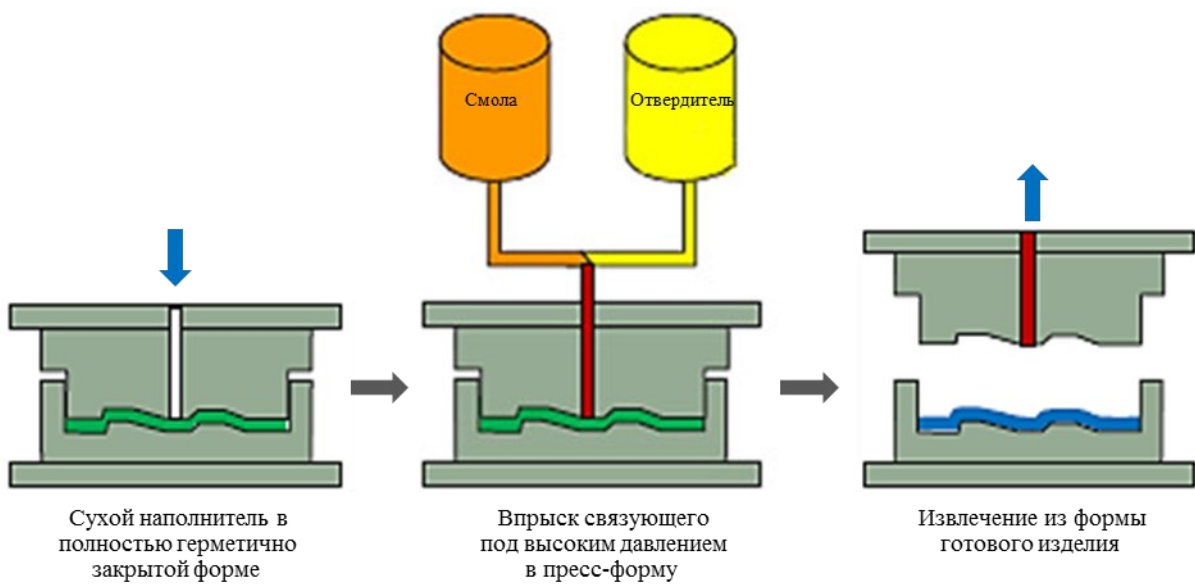 Смола
Отвердитель
Сухой наполнитель в
полностью герметично
закрытой форме
Впрыск связующего
под высоким давлением
в пресс-форму
Извлечение из формы
готового изделия